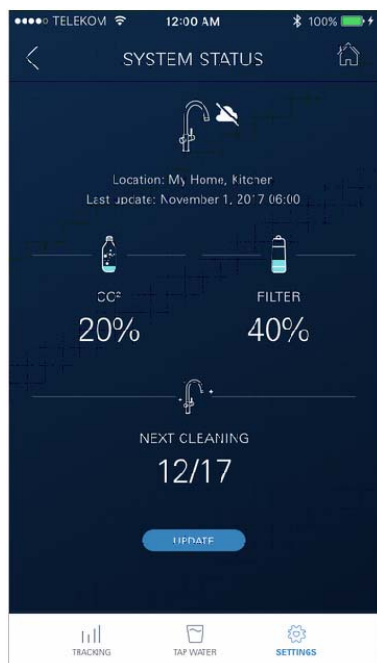 TELEKOM 12:00 AM 100%
SYSTEM STATUS
Location: My Home, Kitchen
Last update: November 1, 2017 06:00
CO²
FILTER
20%
40%
NEXT CLEANING
12/17
UPDATE
TRACKING
TAP WATER
SETTINGS